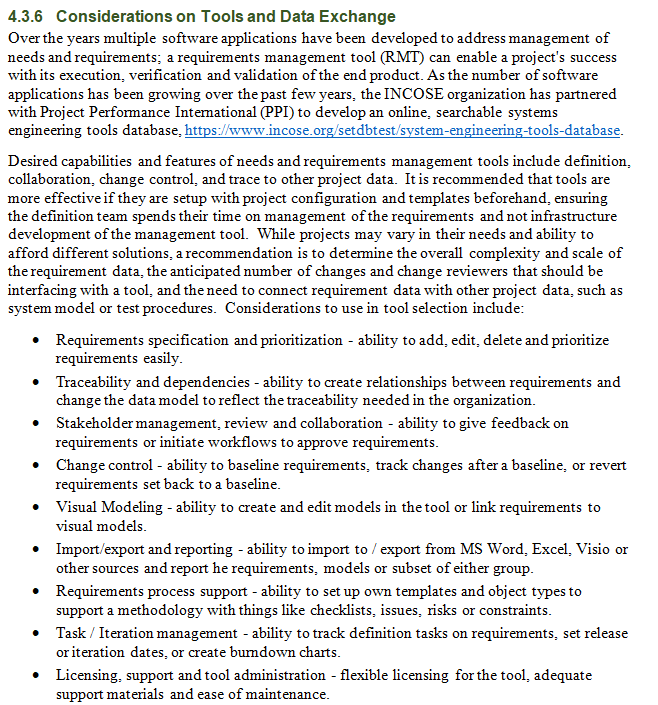 4.3.6 Considerations on Tools and Data Exchange
Over the years multiple software applications have been developed to address management of
needs and requirements; a requirements management tool (RMT) can enable a project's success
with its execution, verification and validation of the end product. As the number of software
applications has been growing over the past few years, the INCOSE organization has partnered
with Project Performance International (PPI) to develop an online, searchable systems
engineering tools database, https://www.incose.org/setdbtest/system-engineering-tools-database.
Desired capabilities and features of needs and requirements management tools include definition,
collaboration, change control, and trace to other project data. It is recommended that tools are
more effective if they are setup with project configuration and templates beforehand, ensuring
the definition team spends their time on management of the requirements and not infrastructure
development of the management tool. While projects may vary in their needs and ability to
afford different solutions, a recommendation is to determine the overall complexity and scale of
the requirement data, the anticipated number of changes and change reviewers that should be
interfacing with a tool, and the need to connect requirement data with other project data, such as
system model or test procedures. Considerations to use in tool selection include:
• Requirements specification and prioritization - ability to add, edit, delete and prioritize
requirements easily.
• Traceability and dependencies - ability to create relationships between requirements and
change the data model to reflect the traceability needed in the organization.
• Stakeholder management, review and collaboration - ability to give feedback on
requirements or initiate workflows to approve requirements.
• Change control - ability to baseline requirements, track changes after a baseline, or revert
requirements set back to a baseline.
• Visual Modeling - ability to create and edit models in the tool or link requirements to
visual models.
• Import/export and reporting - ability to import to / export from MS Word, Excel, Visio or
other sources and report he requirements, models or subset of either group.
• Requirements process support - ability to set up own templates and object types to
support a methodology with things like checklists, issues, risks or constraints.
• Task / Iteration management - ability to track definition tasks on requirements, set release
or iteration dates, or create burndown charts.
• Licensing, support and tool administration - flexible licensing for the tool, adequate
support materials and ease of maintenance.